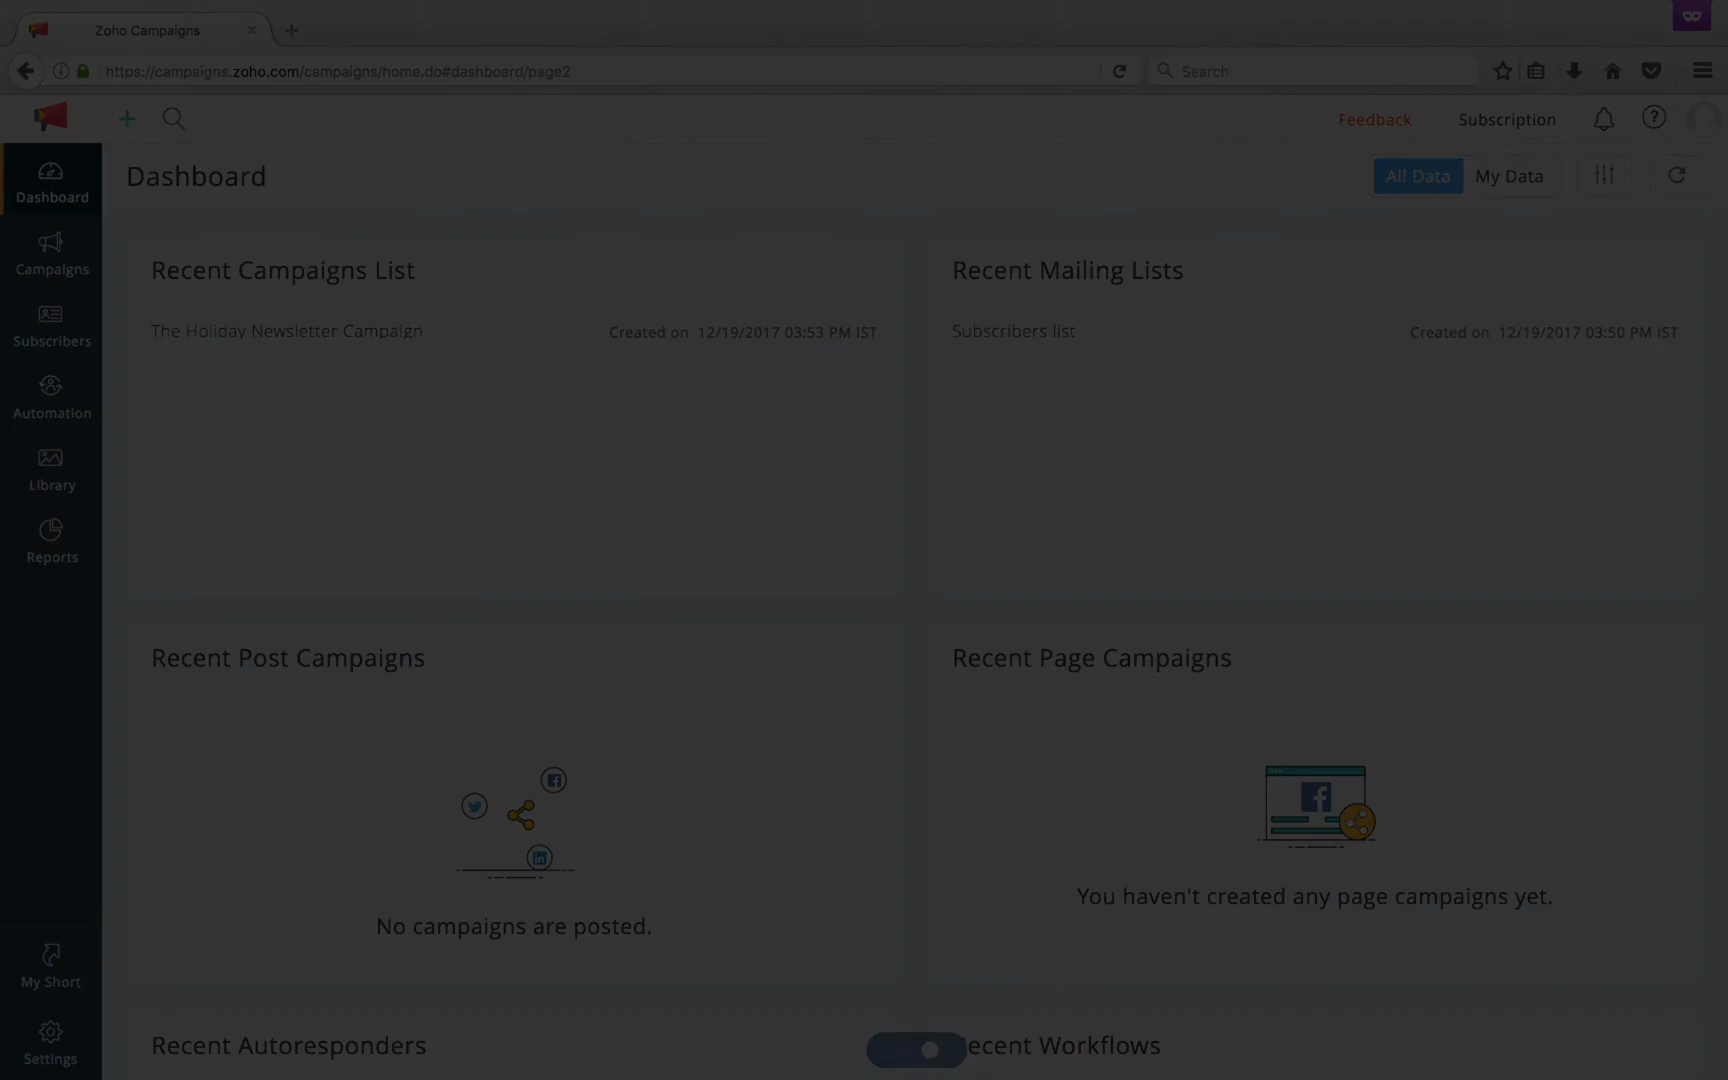 Zoho Campaigns
https://campaigns.zoho.com/campaigns/home.do#dashboard/page2
Search
Feedback
Subscription
Dashboard
All Data
My Data
Dashboard
Campaigns
Subscribers
Automation
Library
Reports
My Short
Settings
Recent Campaigns List
The Holiday Newsletter Campaign
Created on 12/19/2017 03:53 PM IST
Recent Mailing Lists
Subscribers list
Created on 12/19/2017 03:50 PM IST
Recent Post Campaigns
No campaigns are posted.
Recent Page Campaigns
You haven't created any page campaigns yet.
Recent Autoresponders
ecent Workflows